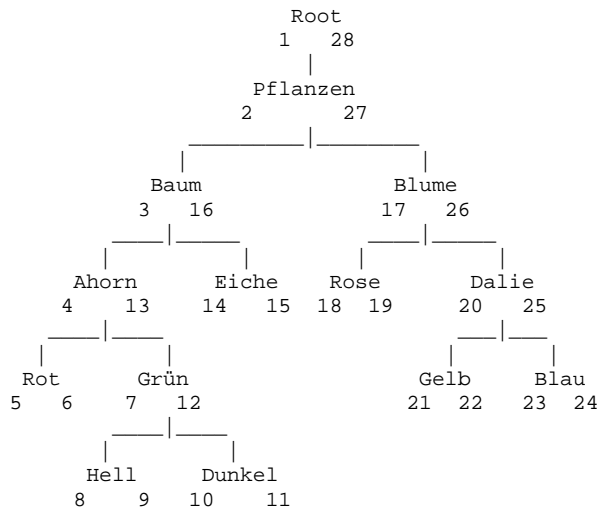 Root
1 28
Pflanzen
2 27
Baum Blume
3 16 17 26
Ahorn Eiche Rose Dalie
4 13 14 15 18 19 20 25
Rot Grün Gelb Blau
5 6 7 12 21 22 23 24
Hell Dunkel
8 9 10 11